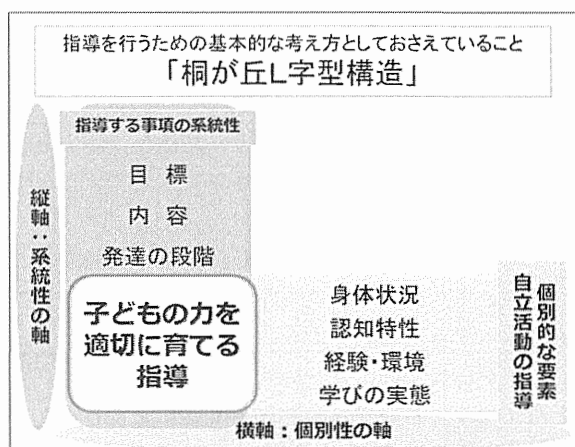 指導を行うための基本的な考え方としておさえていること
「桐が丘L字型構造」
指導する事項の系統性
目 標
内 容
発達の段階
縦軸：系統性の軸
子どもの力を
適切に育てる
指導
身体状況
認知特性
経験・環境
学びの実態
個別的な要素
自立活動の指導
横軸：個別性の軸